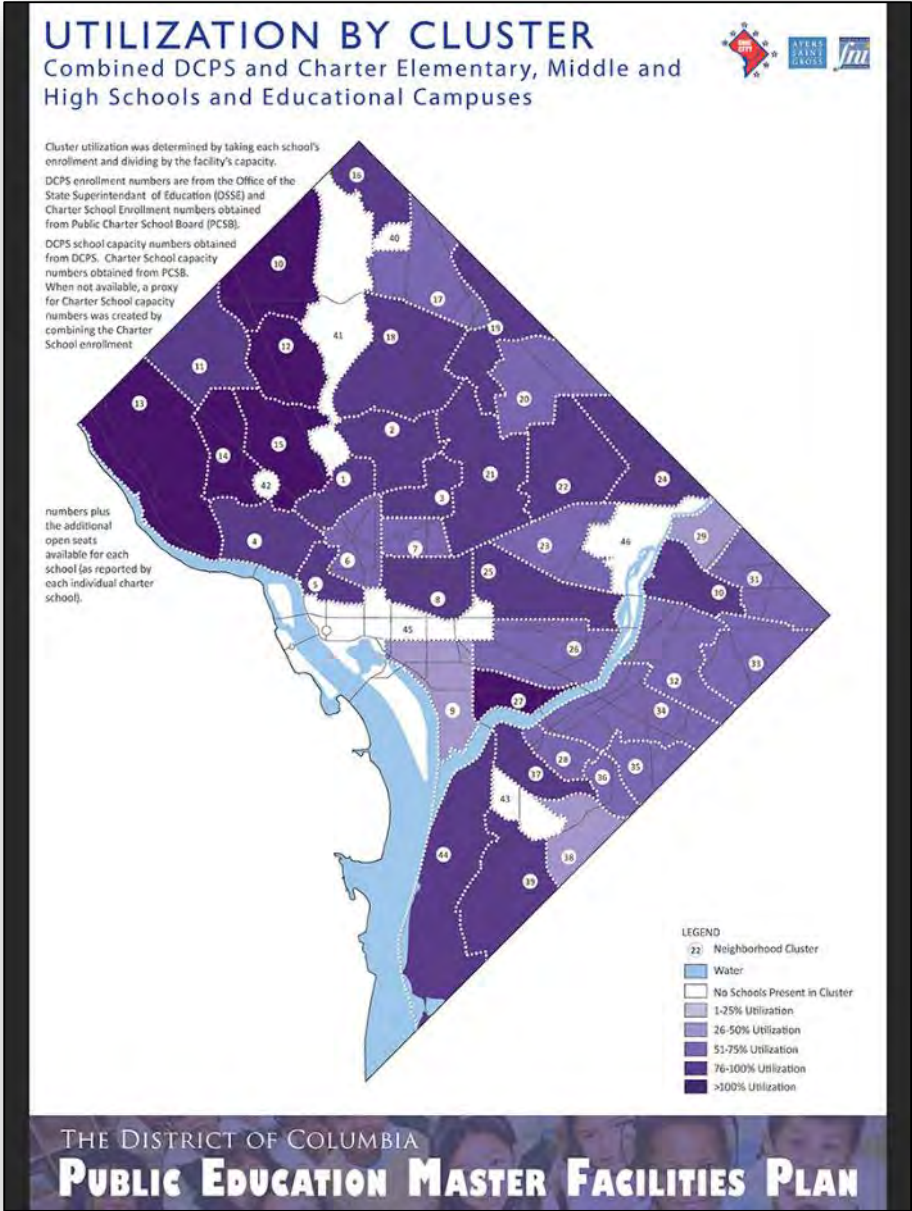 UTILIZATION BY CLUSTER
Combined DCPS and Charter Elementary, Middle and
High Schools and Educational Campuses
AYERS
SAINT
GROSS
fni
Cluster utilization was determined by taking each school's
enrollment and dividing by the facility's capacity.
DCPS enrollment numbers are from the Office of the
State Superintendant of Education (OSSE) and
Charter School Enrollment numbers obtained
from Public Charter School Board (PCSB).
DCPS school capacity numbers obtained
from DCPS. Charter School capacity
numbers obtained from PCSB.
When not available, a proxy
for Charter School capacity
numbers was created by
combining the Charter
School enrollment
numbers plus
the additional
open seats
available for each
school (as reported by
each individual charter
school).
16
40
10
17
41
18
19
12
11
20
13
2
15
14
21
1
42
22
24
3
4
6
7
23
46
29
5
8
25
31
30
45
26
33
32
27
9
34
28
35
37
36
43
44
38
39
LEGEND
22 Neighborhood Cluster
Water
No Schools Present in Cluster
1-25% Utilization
26-50% Utilization
51-75% Utilization
76-100% Utilization
>100% Utilization
THE DISTRICT OF COLUMBIA
PUBLIC EDUCATION MASTER FACILITIES PLAN